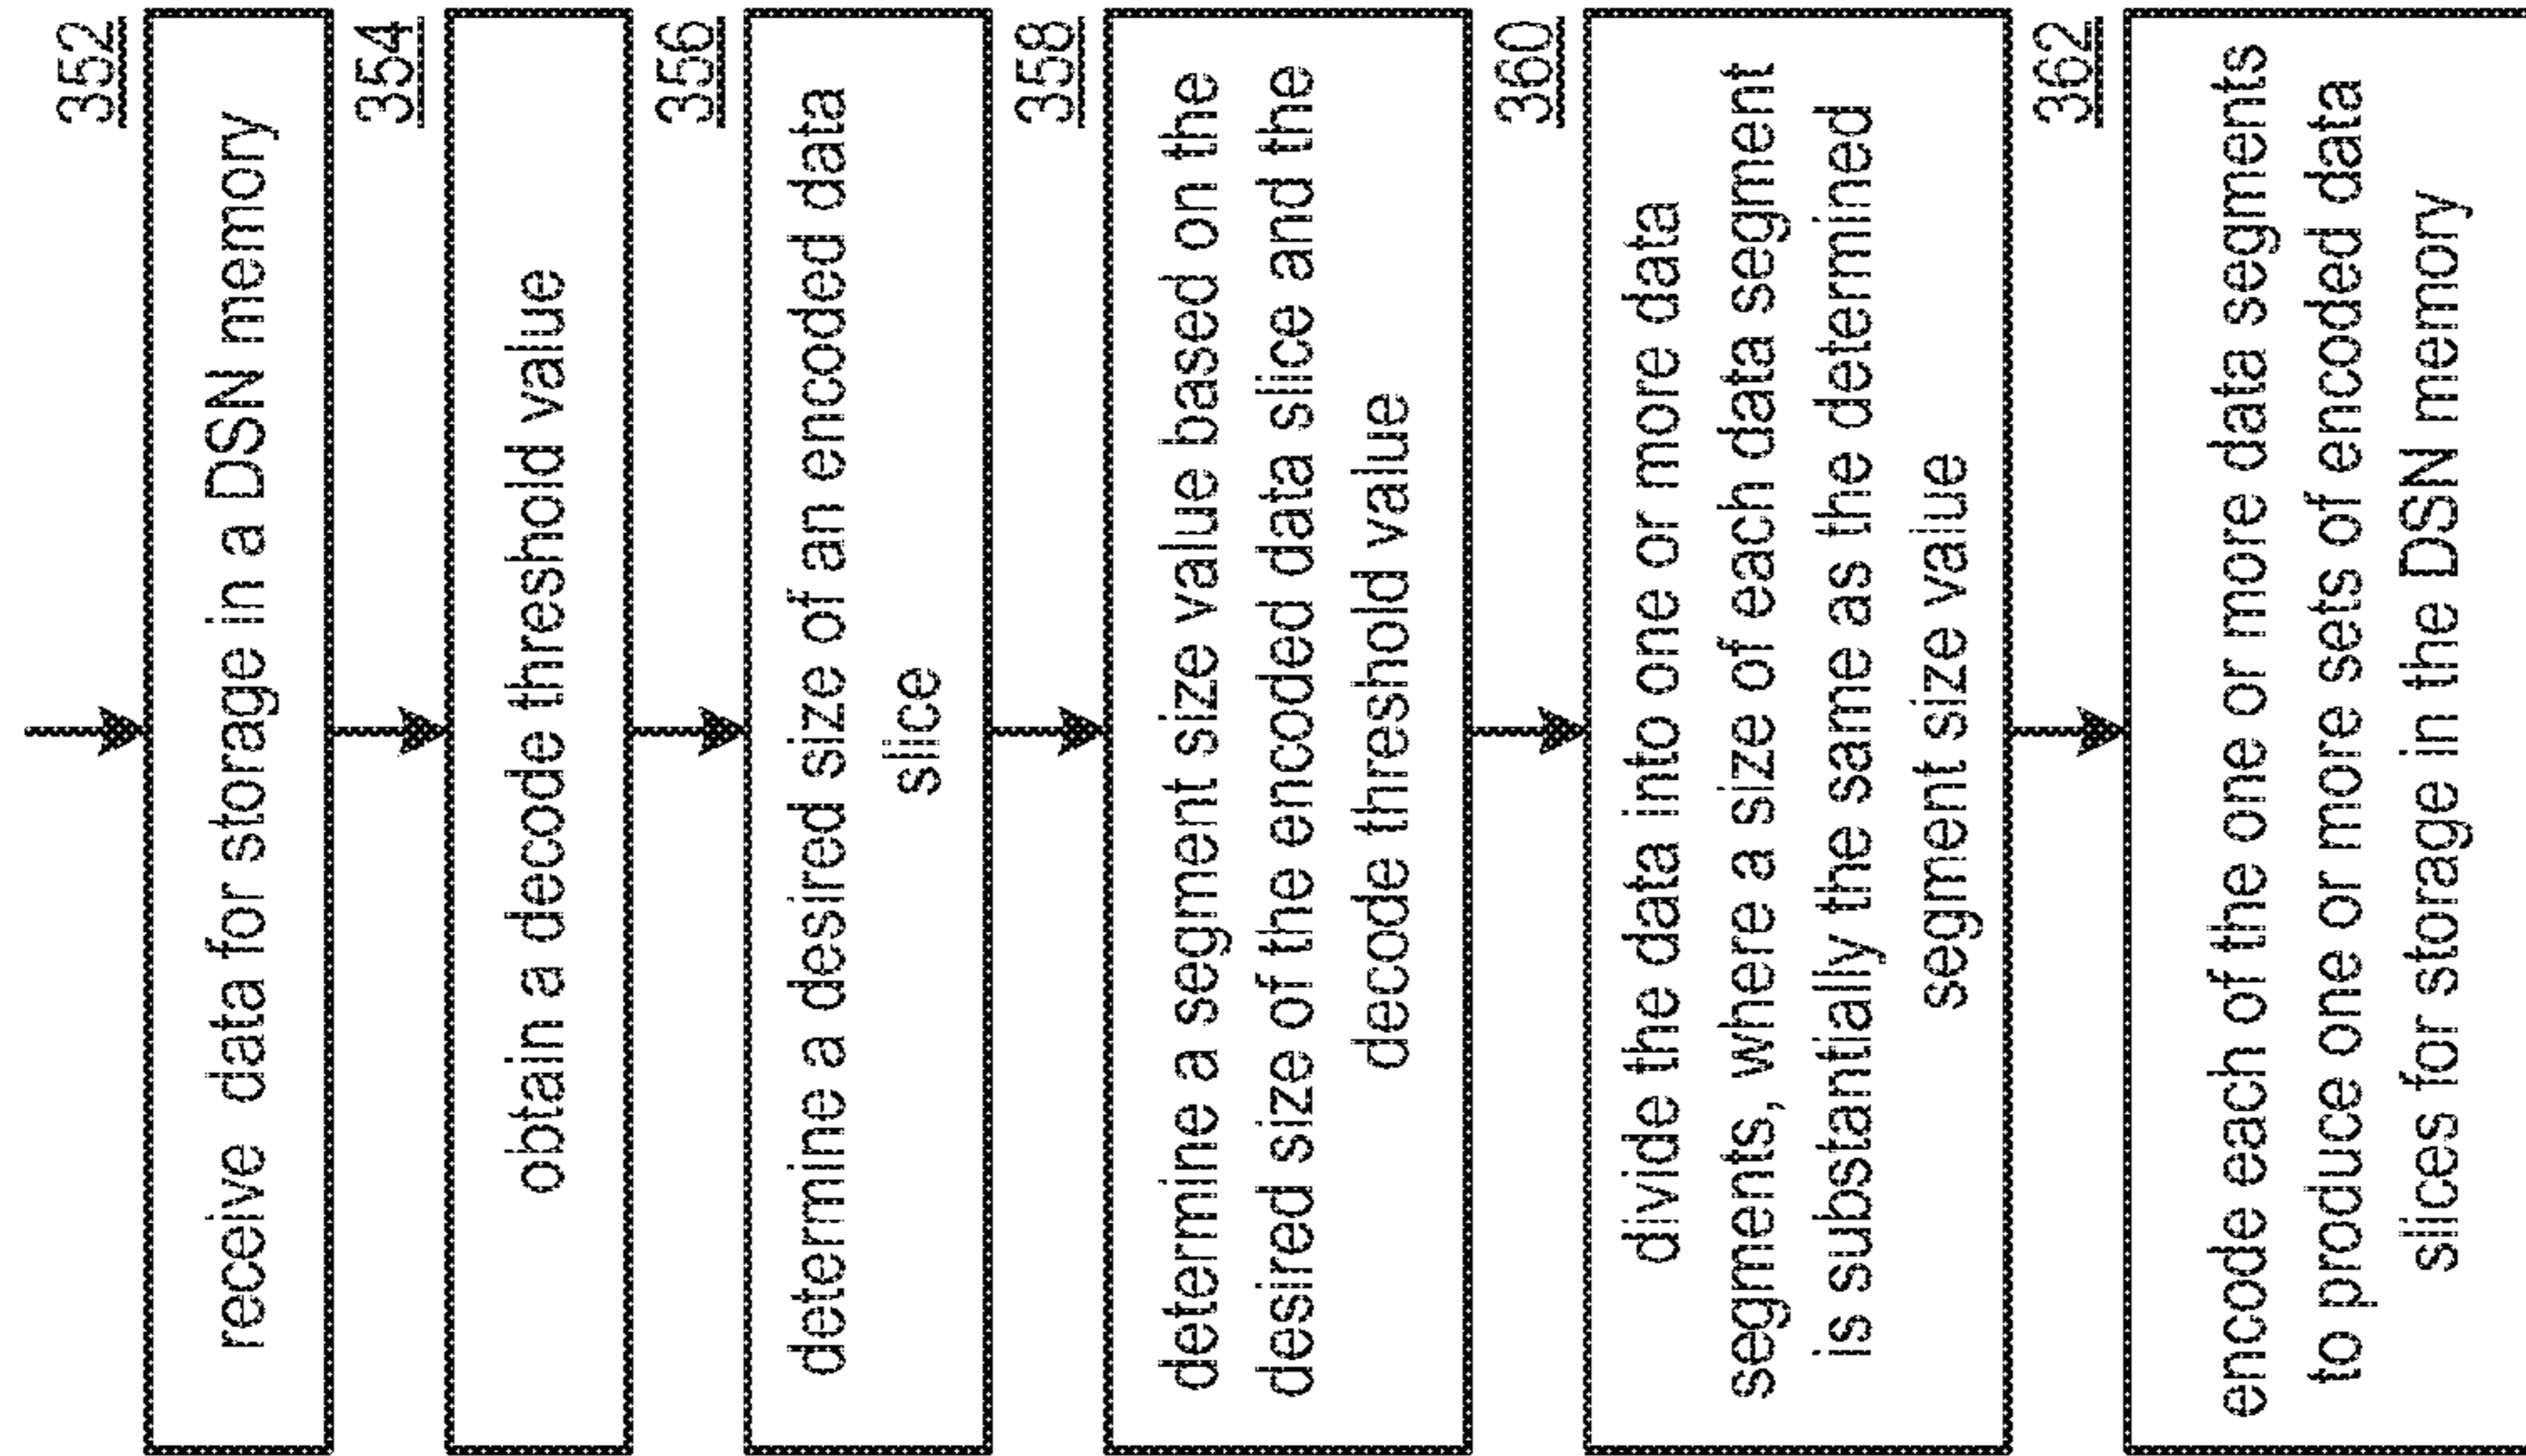 352
receive data for storage in a DSN memory
354
obtain a decode threshold value
356
determine a desired size of an encoded data
slice
358
determine a segment size value based on the
desired size of the encoded data slice and the
decode threshold value
360
divide the data into one or more data
segments, where a size of each data segment
is substantially the same as the determined
segment size value
362
encode each of the one or more data segments
to produce one or more sets of encoded data
slices for storage in the DSN memory